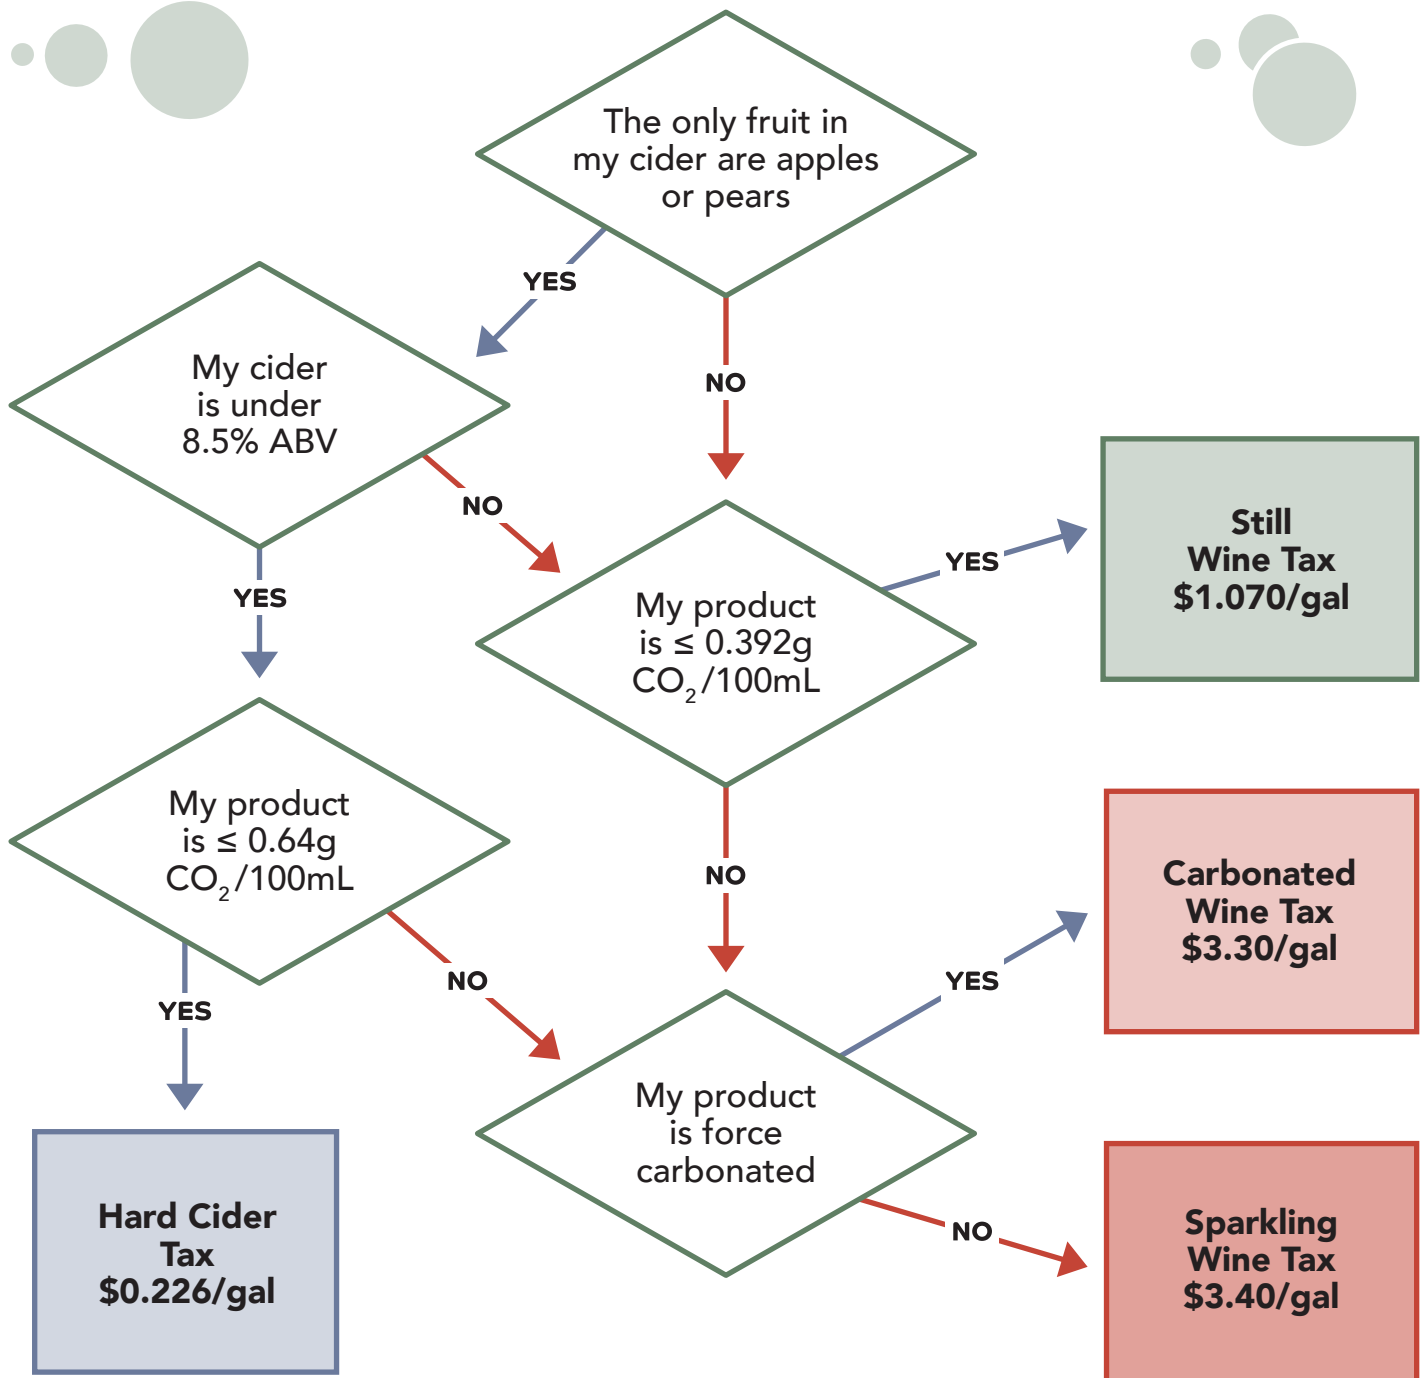 The only fruit in
my cider are apples
or pears
YES
NO
My cider
is under
8.5% ABV
NO
YES
My product
is ≤ 0.392g
CO₂/100mL
YES
Still
Wine Tax
$1.070/gal
My product
is ≤ 0.64g
CO₂/100mL
NO
YES
NO
Carbonated
Wine Tax
$3.30/gal
My product
is force
carbonated
YES
NO
Hard Cider
Tax
$0.226/gal
Sparkling
Wine Tax
$3.40/gal